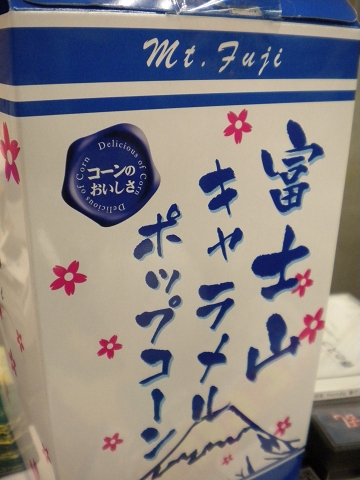 Mt. Fuji
富士山
キャラメル
ポップコーン
Delicious of Corn
コーンの
おいしさ
Delicious of Corn